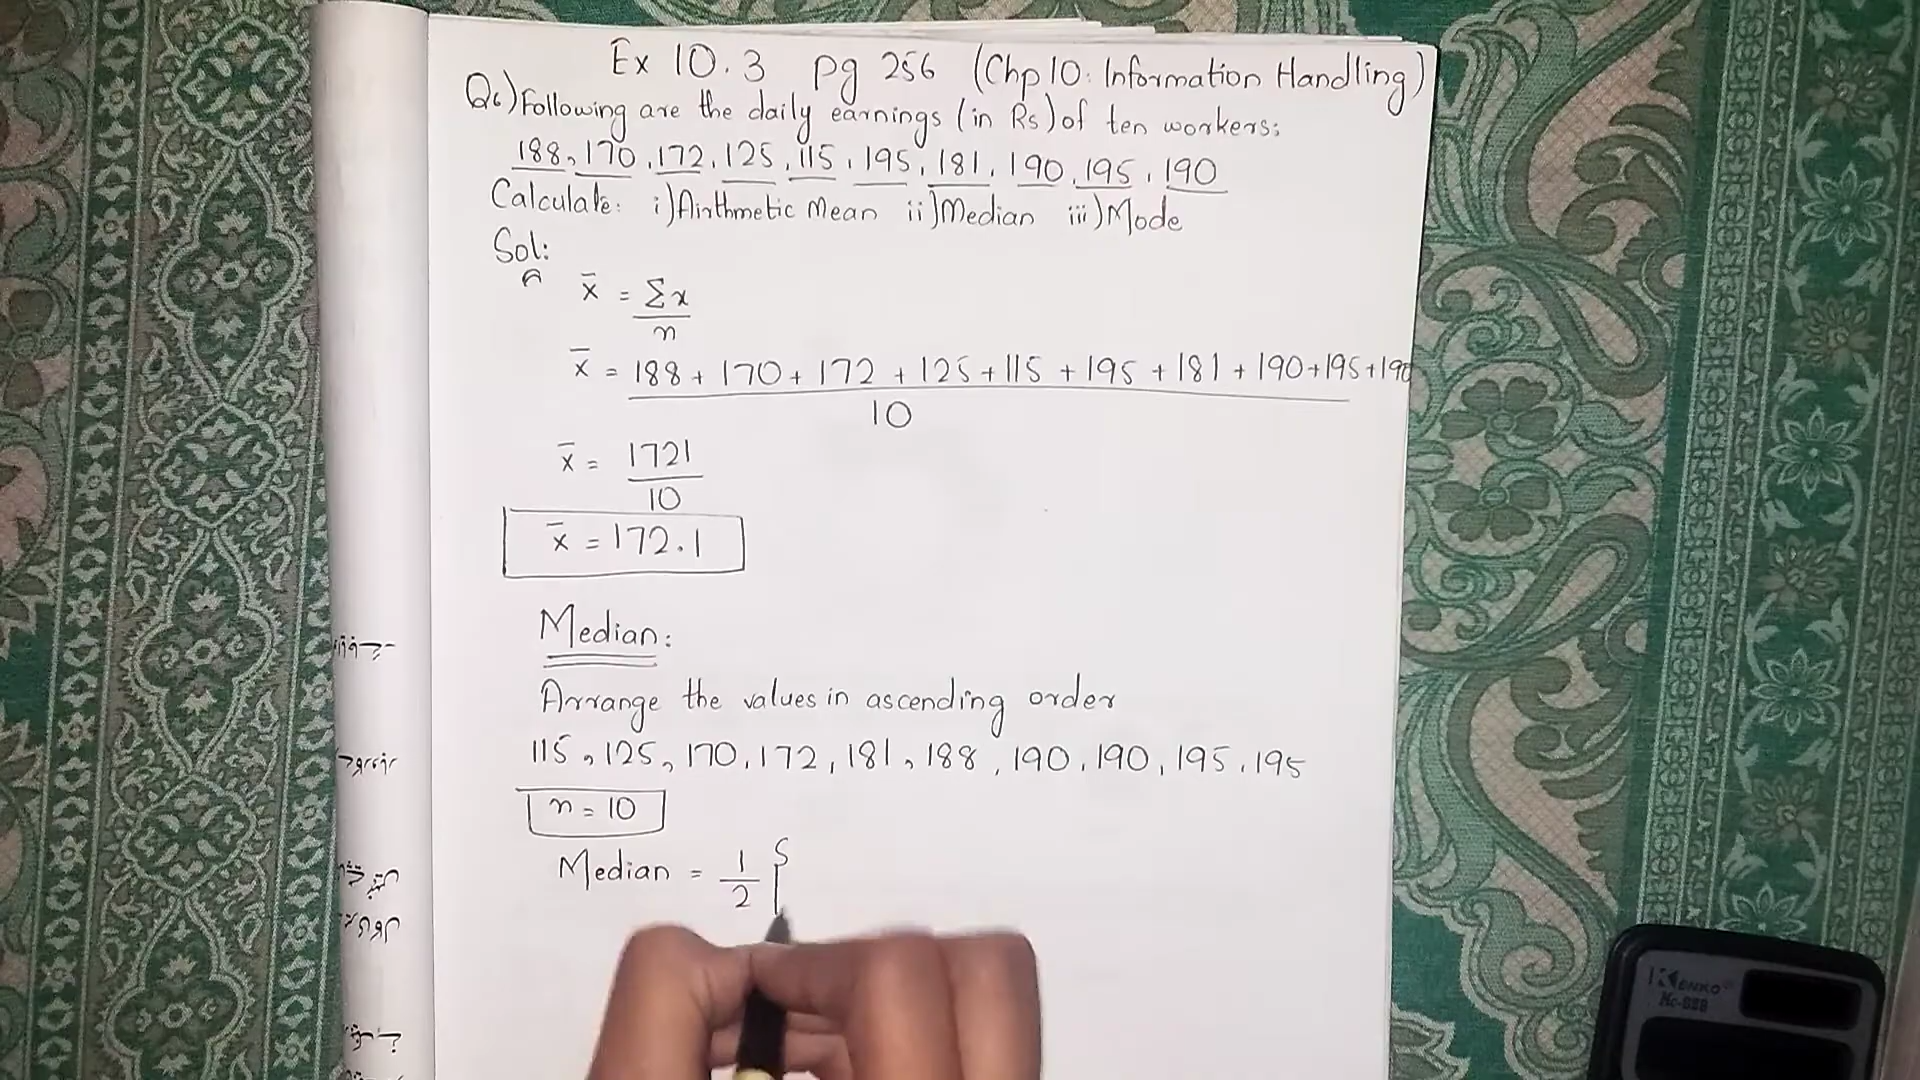 Ex 10.3 pg 256 (Chp10: Information Handling)
Q6) Following are the daily earnings (in Rs) of ten workers:
188, 170, 172, 125, 115, 195, 181, 190, 195, 190
Calculate: i) Airthmetic Mean ii) Median iii) Mode
Sol:
x̄ = Σx
n
x̄ = 188 + 170 + 172 + 125 + 115 + 195 + 181 + 190 + 195 + 190
10
x̄ = 1721
10
x̄ = 172.1
Median:
Arrange the values in ascending order
115, 125, 170, 172, 181, 188, 190, 190, 195, 195
n = 10
Median = 1
2
KENKO